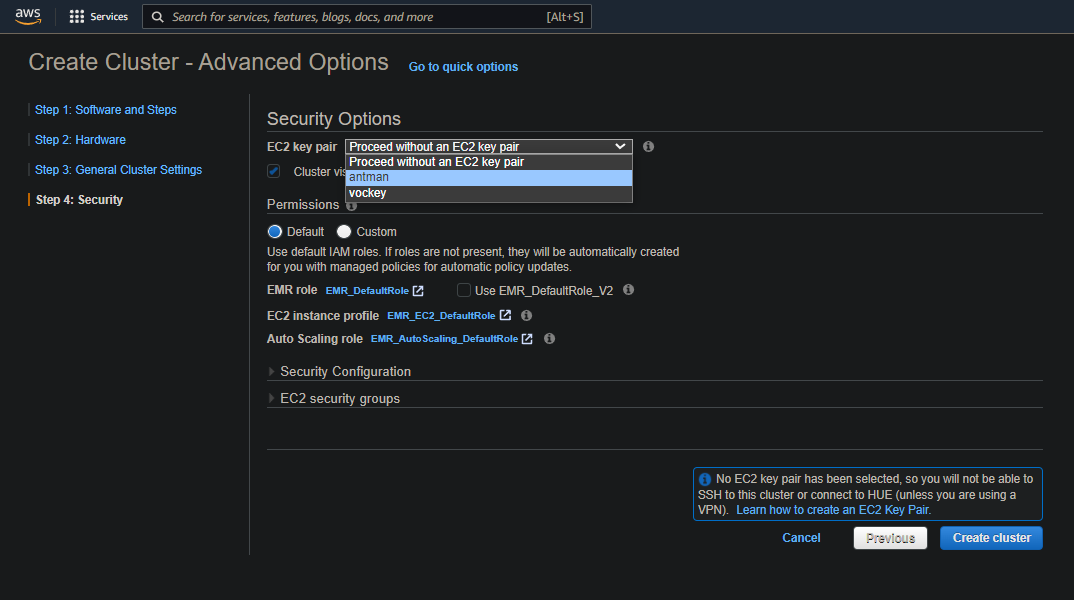 aws Services Search for services, features, blogs, docs, and more [Alt+S]
Create Cluster - Advanced Options Go to quick options
Step 1: Software and Steps
Step 2: Hardware
Step 3: General Cluster Settings
Step 4: Security
Security Options
EC2 key pair Proceed without an EC2 key pair
Proceed without an EC2 key pair
antman
vockey
Cluster vis
Permissions
Default Custom
Use default IAM roles. If roles are not present, they will be automatically created
for you with managed policies for automatic policy updates.
EMR role EMR_DefaultRole Use EMR_DefaultRole_V2
EC2 instance profile EMR_EC2_DefaultRole
Auto Scaling role EMR_AutoScaling_DefaultRole
Security Configuration
EC2 security groups
No EC2 key pair has been selected, so you will not be able to
SSH to this cluster or connect to HUE (unless you are using a
VPN). Learn how to create an EC2 Key Pair.
Cancel Previous Create cluster